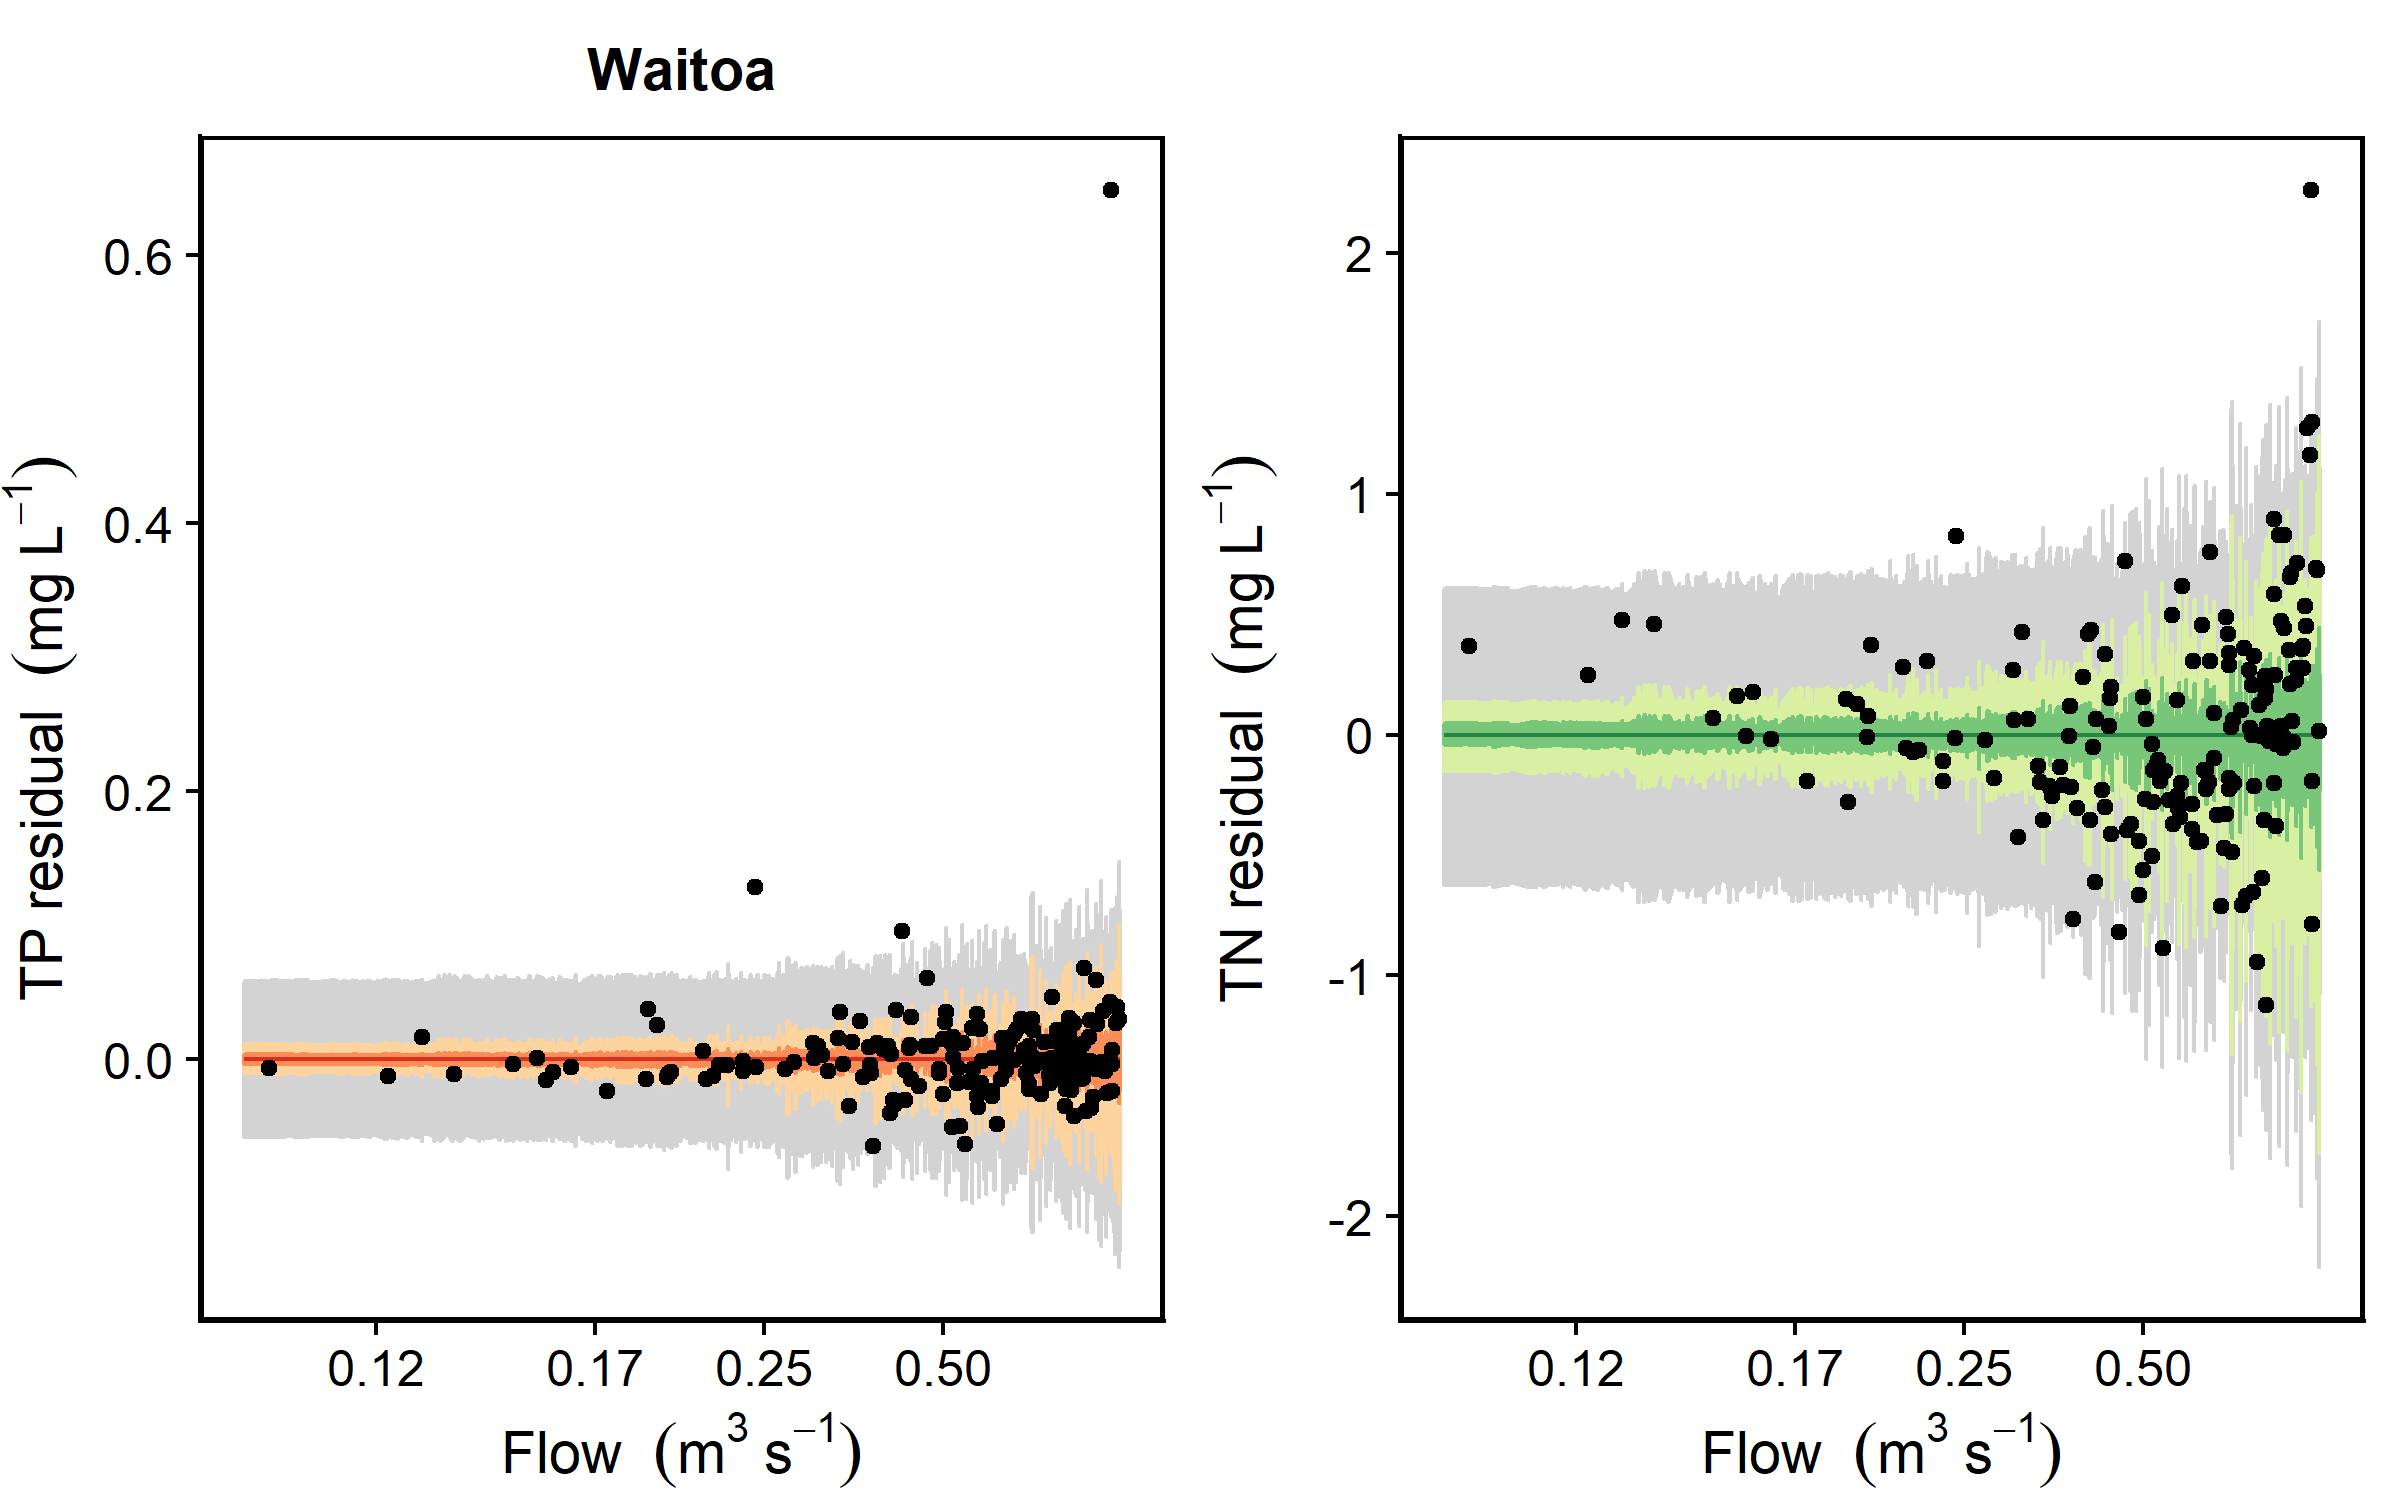 Waitoa
TP residual (mg L⁻¹)
0.6
0.4
0.2
0.0
0.12 0.17 0.25 0.50
Flow (m³ s⁻¹)
TN residual (mg L⁻¹)
2
1
0
-1
-2
0.12 0.17 0.25 0.50
Flow (m³ s⁻¹)